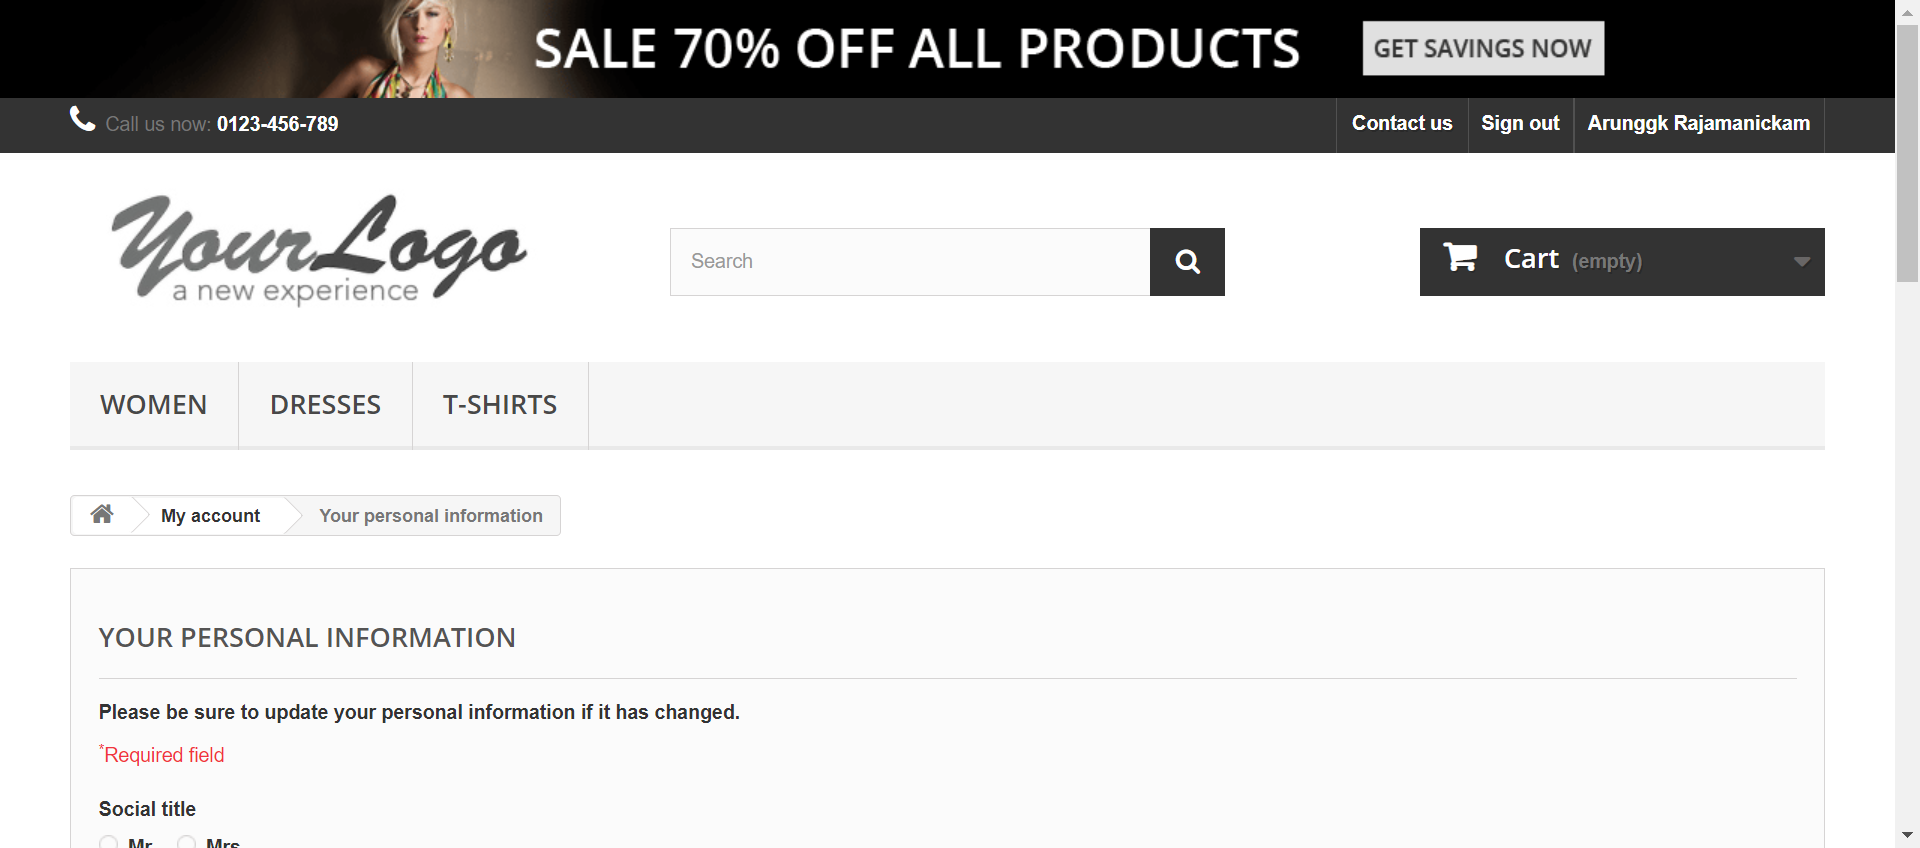 SALE 70% OFF ALL PRODUCTS GET SAVINGS NOW
Call us now: 0123-456-789 Contact us Sign out Arunggk Rajamanickam
Your Logo
a new experience
Search
Cart (empty)
WOMEN DRESSES T-SHIRTS
My account Your personal information
YOUR PERSONAL INFORMATION
Please be sure to update your personal information if it has changed.
*Required field
Social title
Mr Mrs